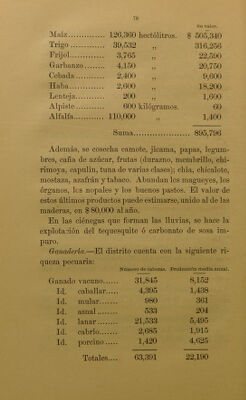 78
Su valor.
Maíz............ 126,360 hectólitros. $ 505,340
Trigo ........... 39,532 „ 316,256
Frijol........... 3,765 „ 22,590
Garbanzo...... 4,150 „ 20,750
Cebada........ 2,400 „ 9,600
Haba........... 2,600 „ 18,200
Lenteja........ 200 „ 1,600
Alpiste......... 600 kilógramos. 60
Alfalfa......... 110,000 „ 1,400
Suma............ 895,796
Además, se cosecha camote, jícama, papas, legum-
bres, caña de azúcar, frutas (durazno, membrillo, chi-
rimoya, capulín, tuna de varias clases); chía, chicalote,
mostaza, azafrán y tabaco. Abundan los magueyes, los
órganos, los nopales y los buenos pastos. El valor de
estos últimos productos puede estimarse, unido al de las
maderas, en $ 80,000 al año.
En las ciénegas que forman las lluvias, se hace la
explotación del tequesquite ó carbonato de sosa im-
puro.
Ganadería.—El distrito cuenta con la siguiente ri-
queza pecuaria:
Número de cabezas. Producción media anual.
Ganado vacuno...... 31,845 8,152
Id. caballar...... 4,395 1,438
Id. mular........ 980 361
Id. asnal ........ 533 204
Id. lanar ........ 21,533 5,495
Id. cabrío....... 2,685 1,915
Id. porcino..... 1,420 4,625
Totales.... 63,391 22,190